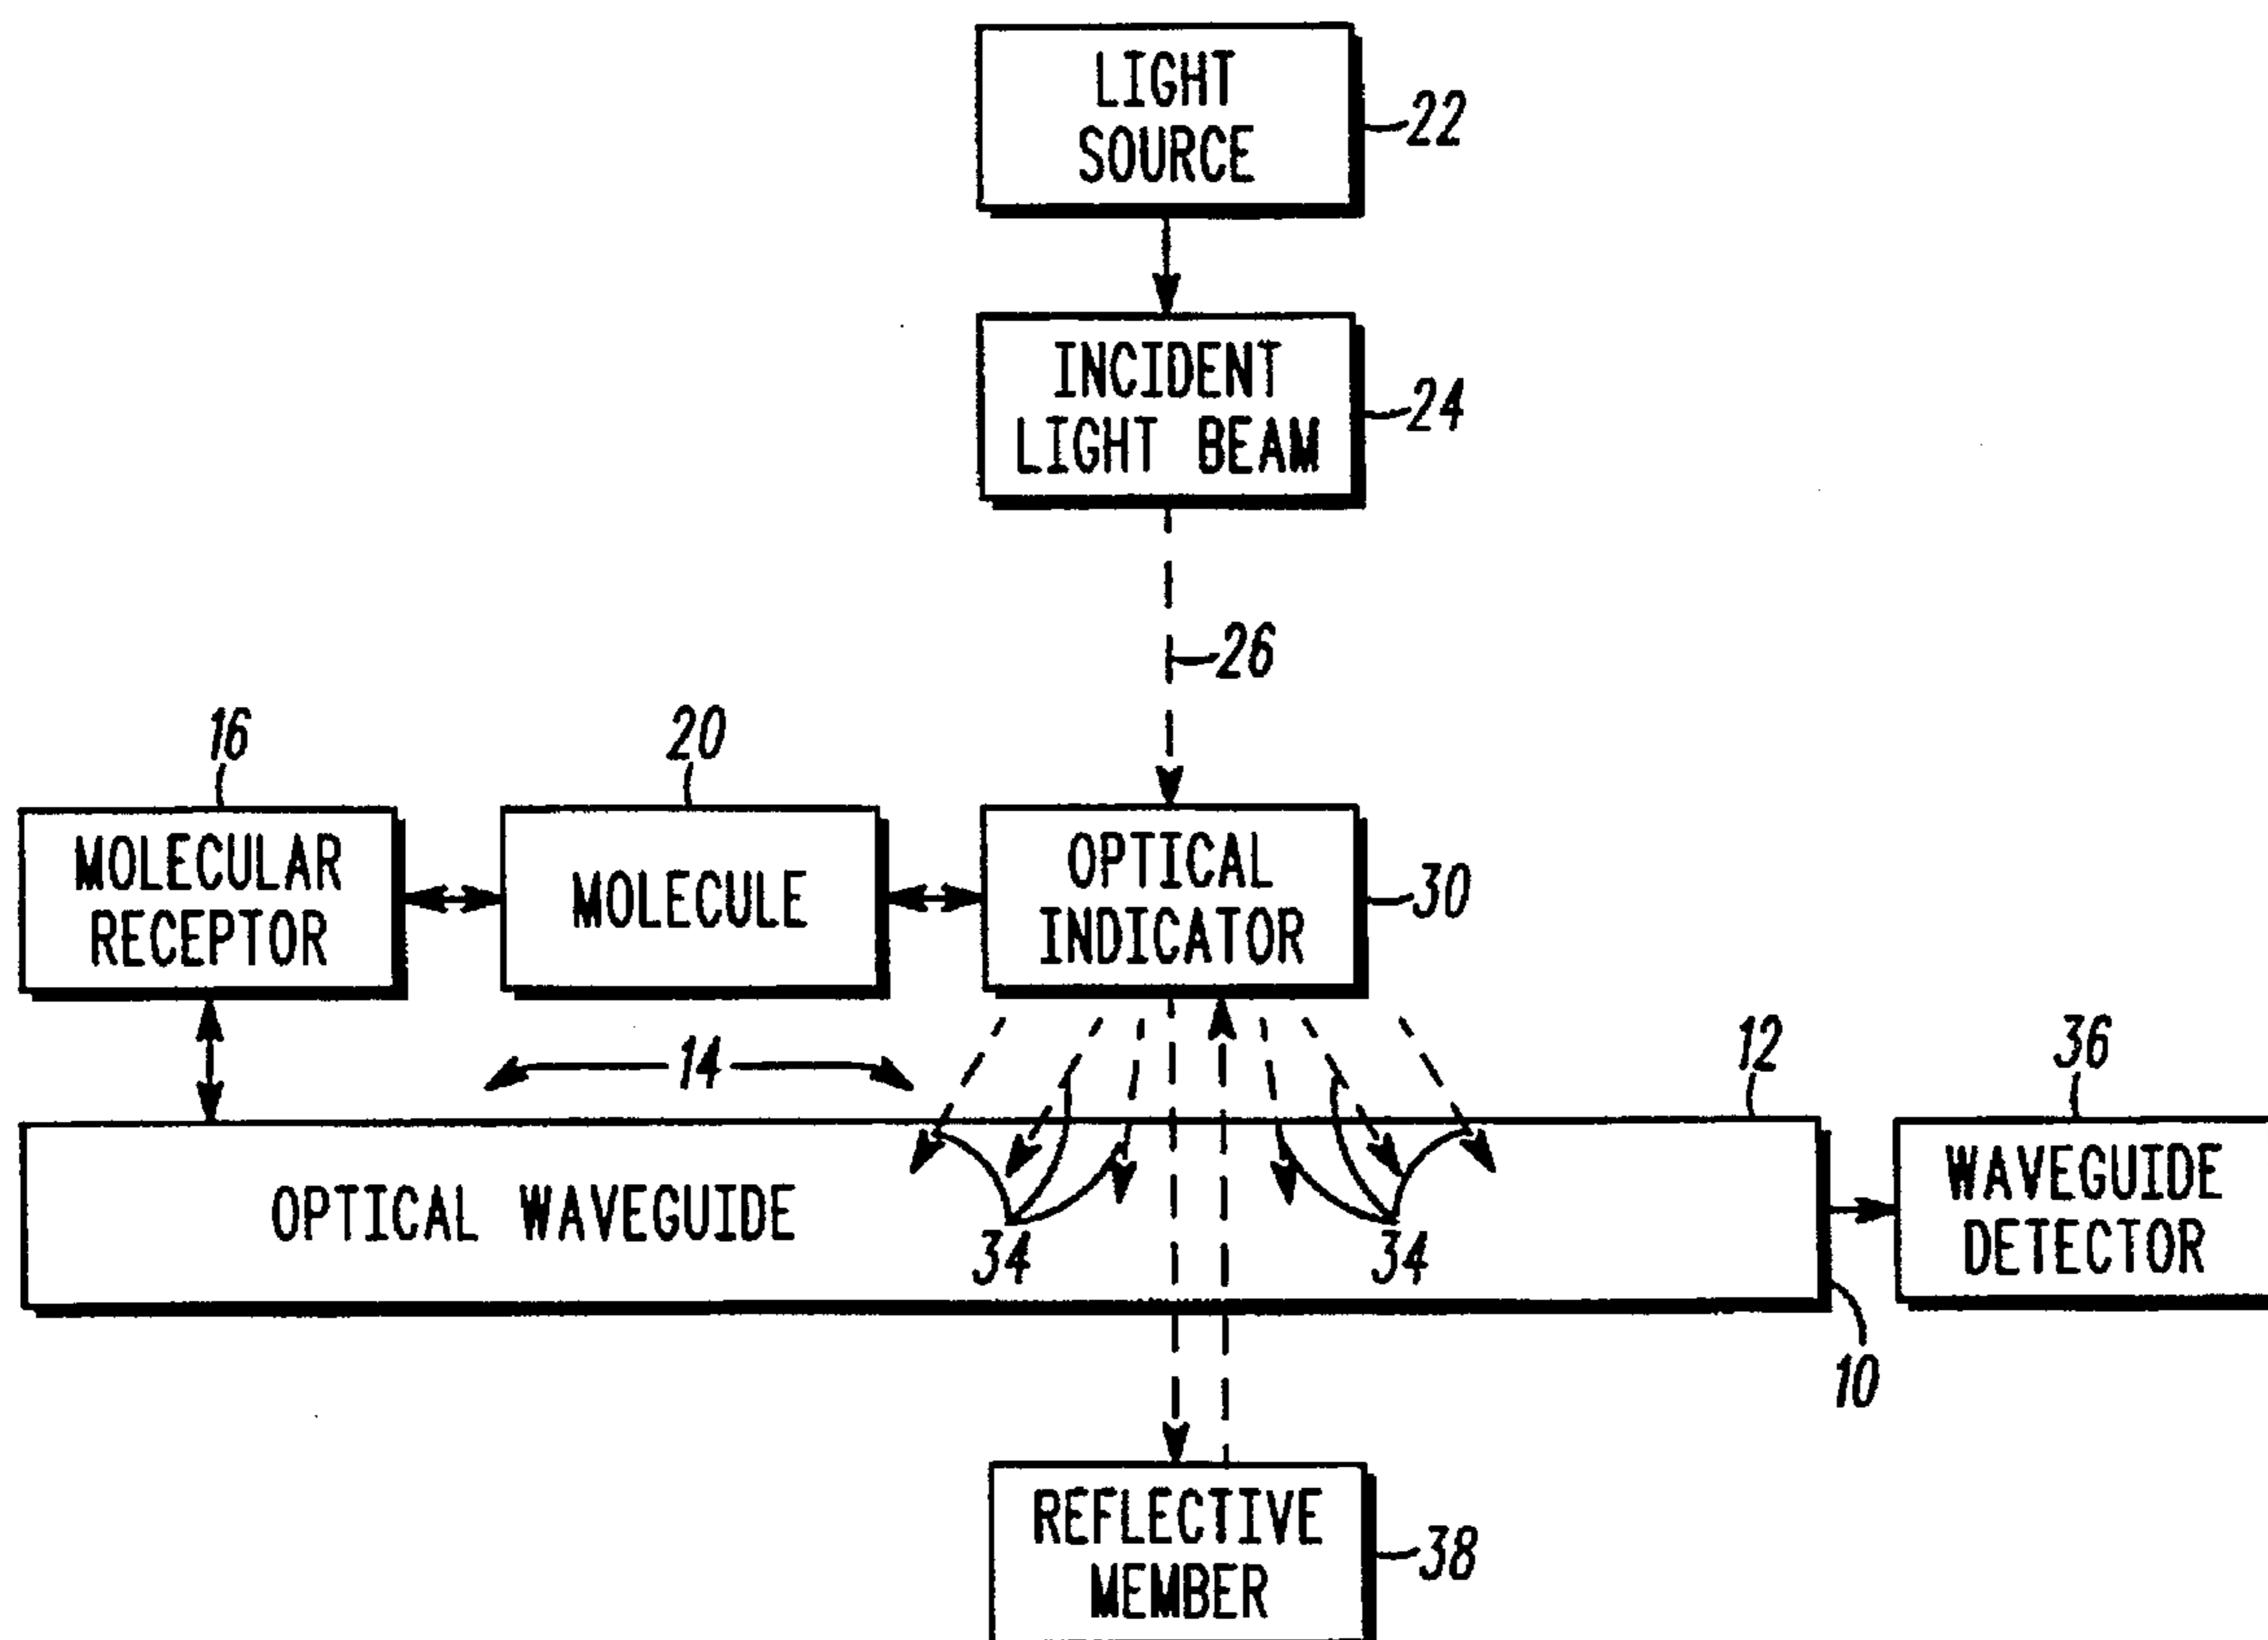 LIGHT
SOURCE
22
INCIDENT
LIGHT BEAM
24
26
16
20
MOLECULAR
RECEPTOR
MOLECULE
OPTICAL
INDICATOR
30
14
12
36
OPTICAL WAVEGUIDE
34
34
WAVEGUIDE
DETECTOR
10
REFLECTIVE
MEMBER
38